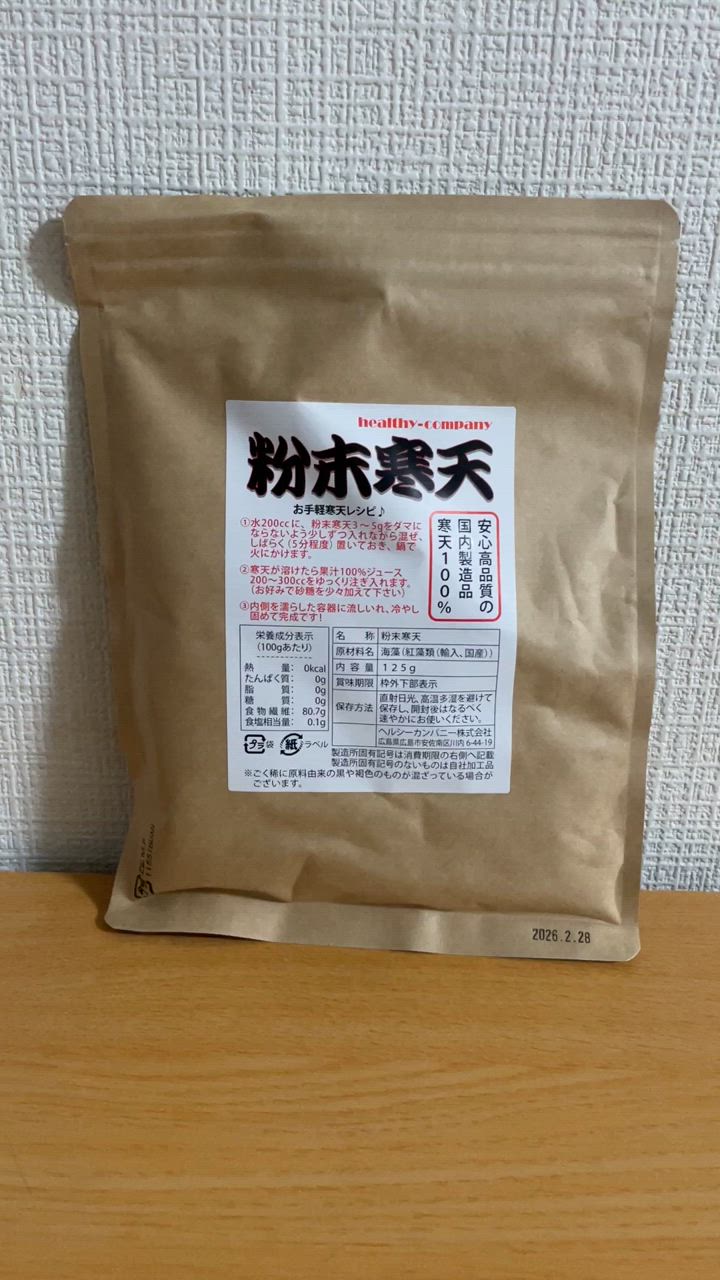 healthy-company
粉末寒天
お手軽寒天レシピ♪
①水200ccに、粉末寒天3〜5gをダマに
ならないよう少しずつ入れながら混ぜ、
しばらく(5分程度)置いておき、鍋で
火にかけます。
②寒天が溶けたら果汁100%ジュース
200〜300ccをゆっくり注ぎ入れます。
(お好みで砂糖を少々加えて下さい)
③内側を濡らした容器に流しいれ、冷やし
固めて完成です!
安心高品質の
国内製造品
寒天100%
栄養成分表示
(100gあたり)
熱量:0kcal
たんぱく質:0g
脂質:0g
糖質:0g
食物繊維:80.7g
食塩相当量:0.1g
プラ 袋 紙 ラベル
名称 粉末寒天
原材料名 海藻(紅藻類(輸入、国産))
内容量 125g
賞味期限 枠外下部表示
保存方法 直射日光、高温多湿を避けて
保存し、開封後はなるべく
速やかにお使いください。
ヘルシーカンパニー株式会社
広島県広島市安佐南区川内6-44-19
製造所固有記号は消費期限の右側へ記載
製造所固有記号のないものは自社加工品
※ごく稀に原料由来の黒や褐色のものが混ざっている場合が
ございます。
2026.2.28